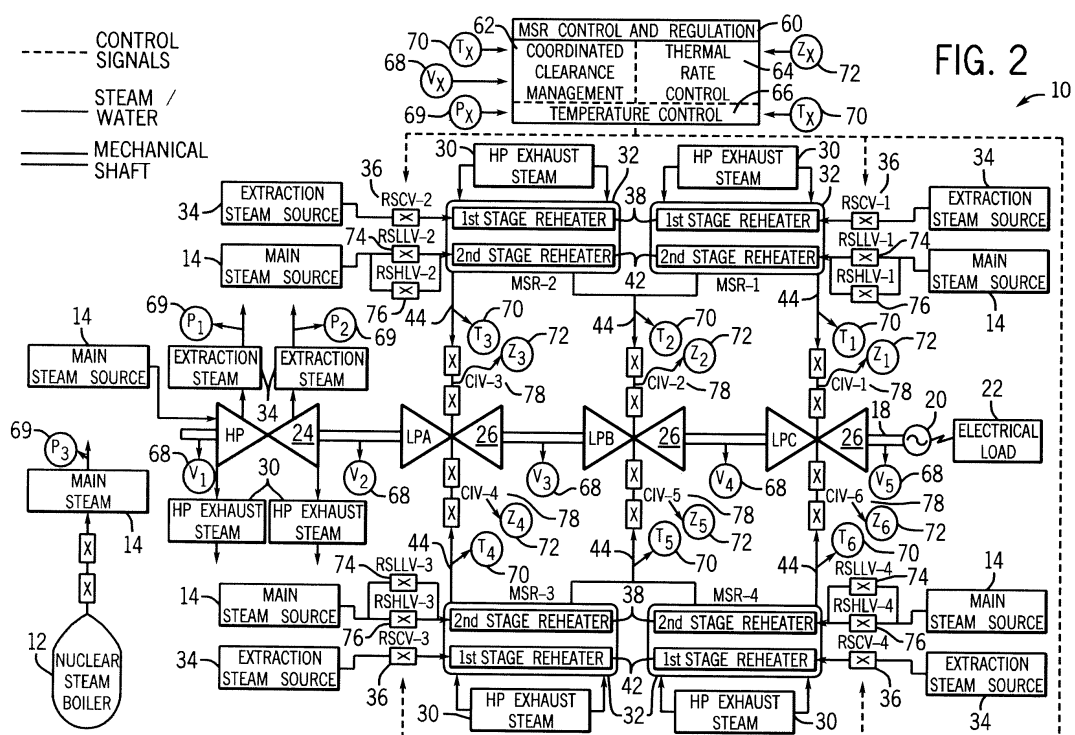 CONTROL
SIGNALS
STEAM /
WATER
MECHANICAL
SHAFT
62
MSR CONTROL AND REGULATION
60
70
TX
68
VX
69
PX
COORDINATED
CLEARANCE
MANAGEMENT
THERMAL
RATE
CONTROL
64
66
TEMPERATURE CONTROL
ZX
72
TX
70
FIG. 2
10
30
HP EXHAUST
STEAM
32
HP EXHAUST
STEAM
30
32
36
34
EXTRACTION
STEAM SOURCE
RSCV-2
X
1st STAGE REHEATER
38
1st STAGE REHEATER
36
RSCV-1
X
34
EXTRACTION
STEAM SOURCE
14
MAIN
STEAM SOURCE
74
RSLLV-2
X
RSHLV-2
X
76
2nd STAGE REHEATER
42
2nd STAGE REHEATER
RSLLV-1
X
74
RSHLV-1
X
76
MAIN
STEAM SOURCE
14
MSR-2
MSR-1
69
P1
P2
69
44
70
T3
72
Z3
44
70
T2
72
Z2
44
70
T1
72
Z1
14
MAIN
STEAM SOURCE
EXTRACTION
STEAM
EXTRACTION
STEAM
34
X
CIV-3
78
X
X
CIV-2
78
X
X
CIV-1
78
X
HP
24
LPA
26
LPB
26
LPC
26
18
20
22
ELECTRICAL
LOAD
69
P3
68
V1
30
V2
68
V3
68
V4
68
V5
68
MAIN
STEAM
14
HP EXHAUST
STEAM
HP EXHAUST
STEAM
X
CIV-4
78
X
Z4
72
X
CIV-5
78
X
Z5
72
X
CIV-6
78
X
Z6
72
44
T4
70
44
T5
70
44
T6
70
X
X
12
NUCLEAR
STEAM
BOILER
14
MAIN
STEAM SOURCE
74
RSLLV-3
X
RSHLV-3
X
76
MSR-3
38
MSR-4
2nd STAGE REHEATER
2nd STAGE REHEATER
RSLLV-4
X
74
RSHLV-4
X
76
14
MAIN
STEAM SOURCE
34
EXTRACTION
STEAM SOURCE
RSCV-3
X
36
1st STAGE REHEATER
42
1st STAGE REHEATER
RSCV-4
X
36
EXTRACTION
STEAM SOURCE
34
30
HP EXHAUST
STEAM
32
HP EXHAUST
STEAM
30